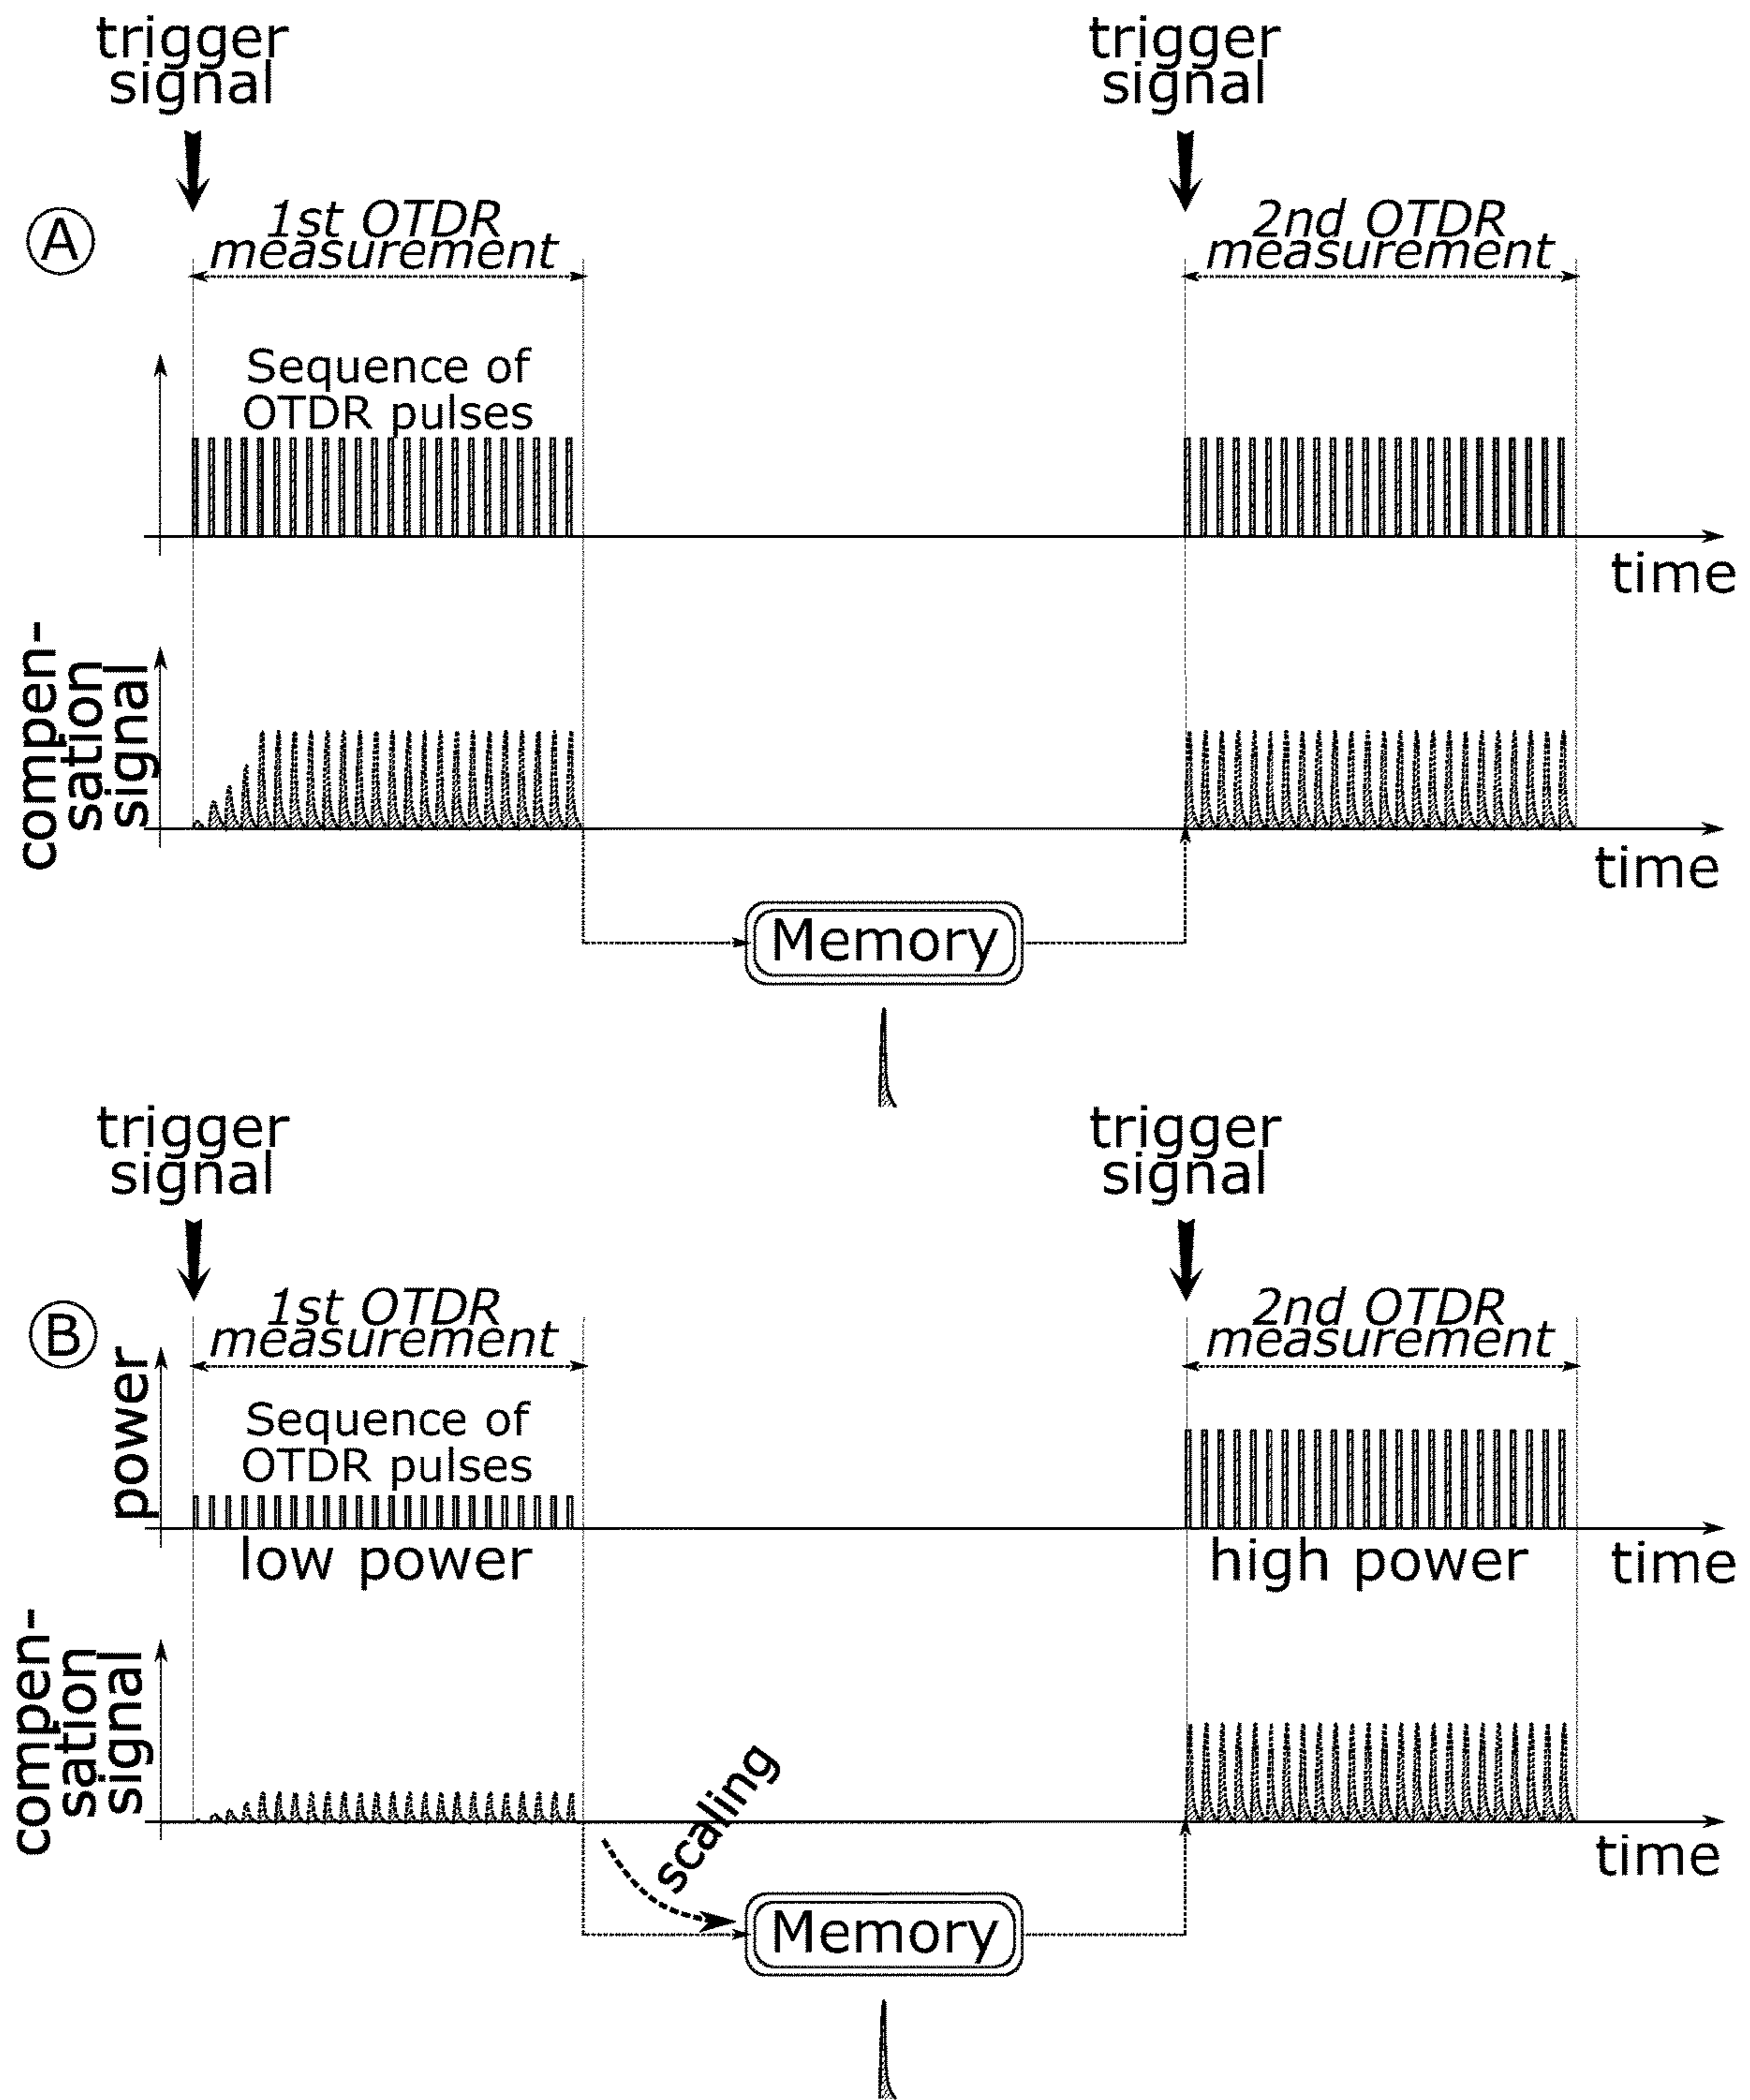 trigger
signal
trigger
signal
A
1st OTDR
measurement
2nd OTDR
measurement
Sequence of
OTDR pulses
time
compen-
sation
signal
time
Memory
trigger
signal
trigger
signal
B
1st OTDR
measurement
2nd OTDR
measurement
power
Sequence of
OTDR pulses
low power
high power
time
compen-
sation
signal
scaling
time
Memory